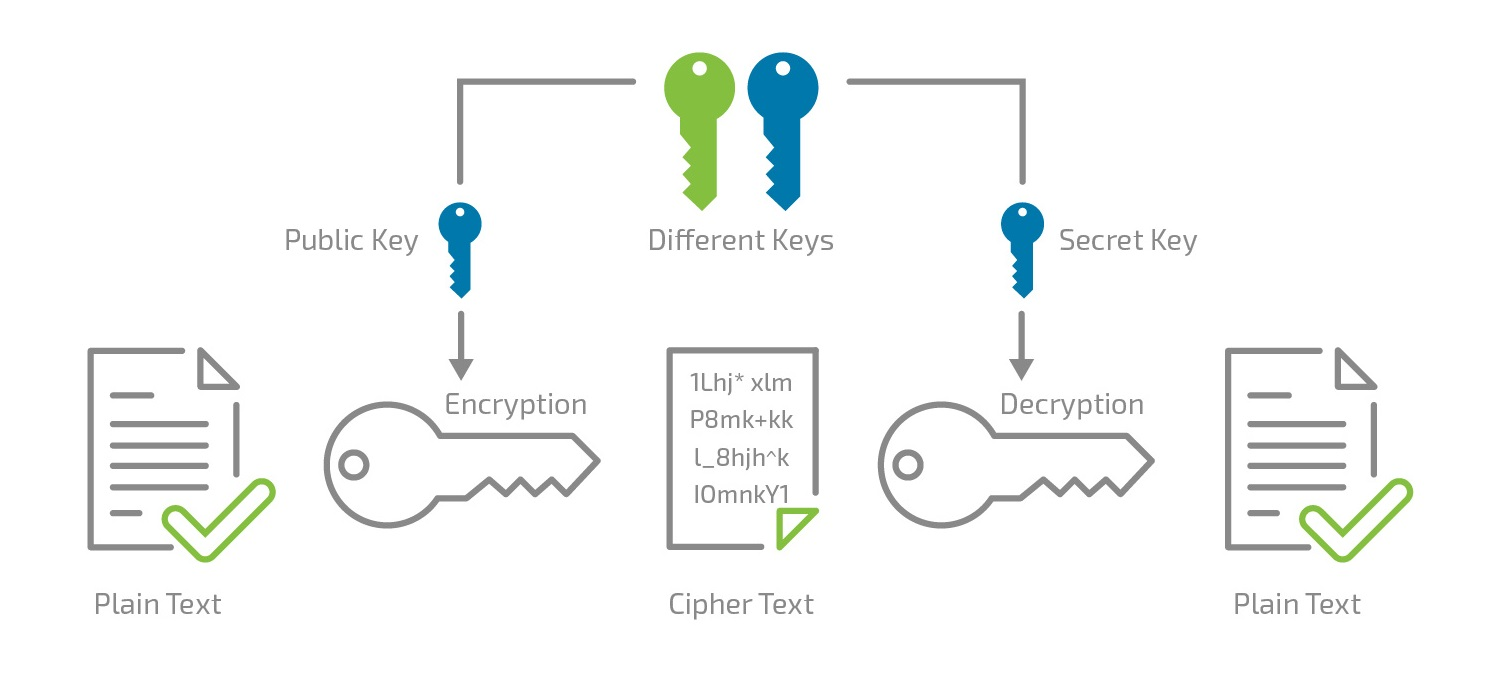 Public Key
Different Keys
Secret Key
Encryption
Decryption
1Lhj* xlm
P8mk+kk
l_8hjh^k
IOmnkY1
Plain Text
Cipher Text
Plain Text